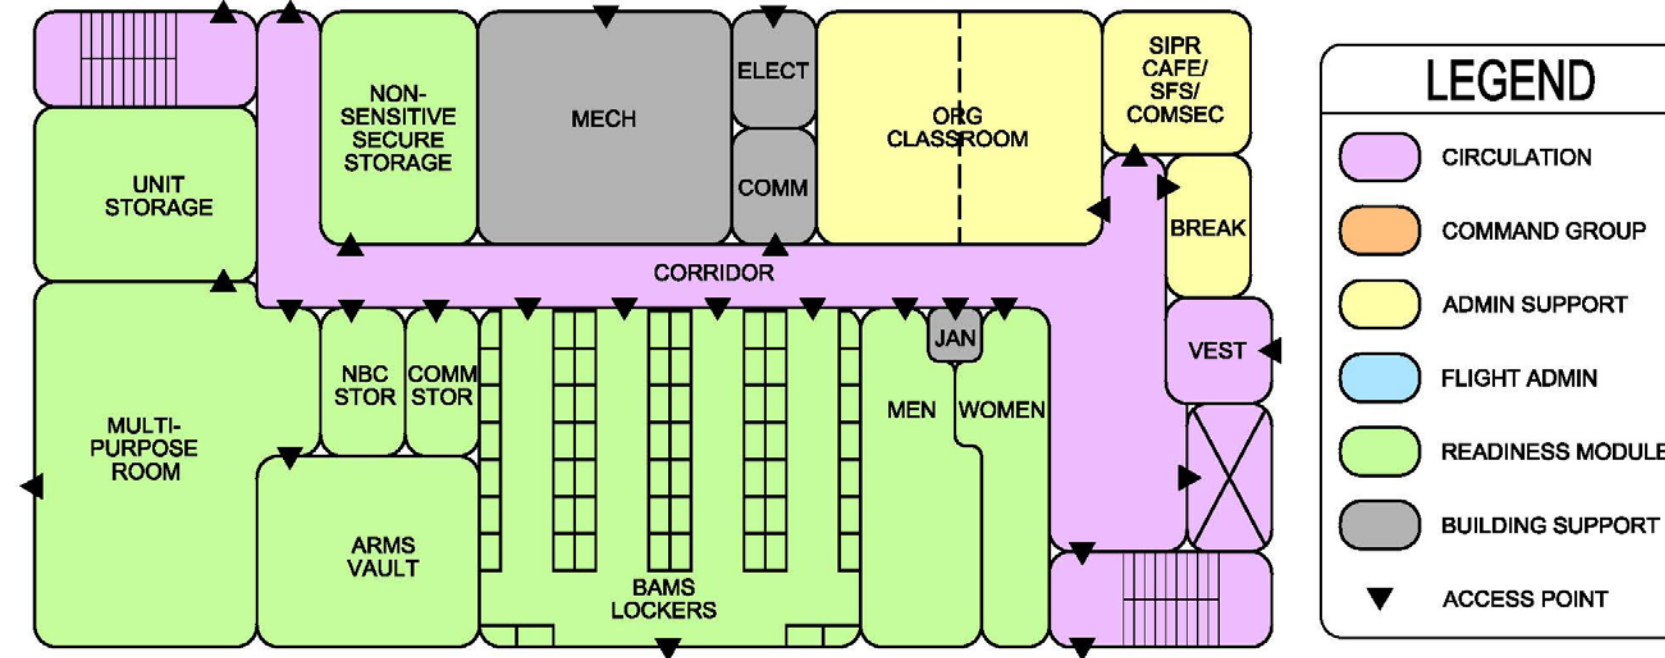 NON-
SENSITIVE
SECURE
STORAGE
MECH
ELECT
COMM
ORG
CLASSROOM
SIPR
CAFE/
SFS/
COMSEC
UNIT
STORAGE
BREAK
CORRIDOR
VEST
MULTI-
PURPOSE
ROOM
NBC
STOR
COMM
STOR
JAN
MEN
WOMEN
ARMS
VAULT
BAMS
LOCKERS
LEGEND
CIRCULATION
COMMAND GROUP
ADMIN SUPPORT
FLIGHT ADMIN
READINESS MODULE
BUILDING SUPPORT
ACCESS POINT